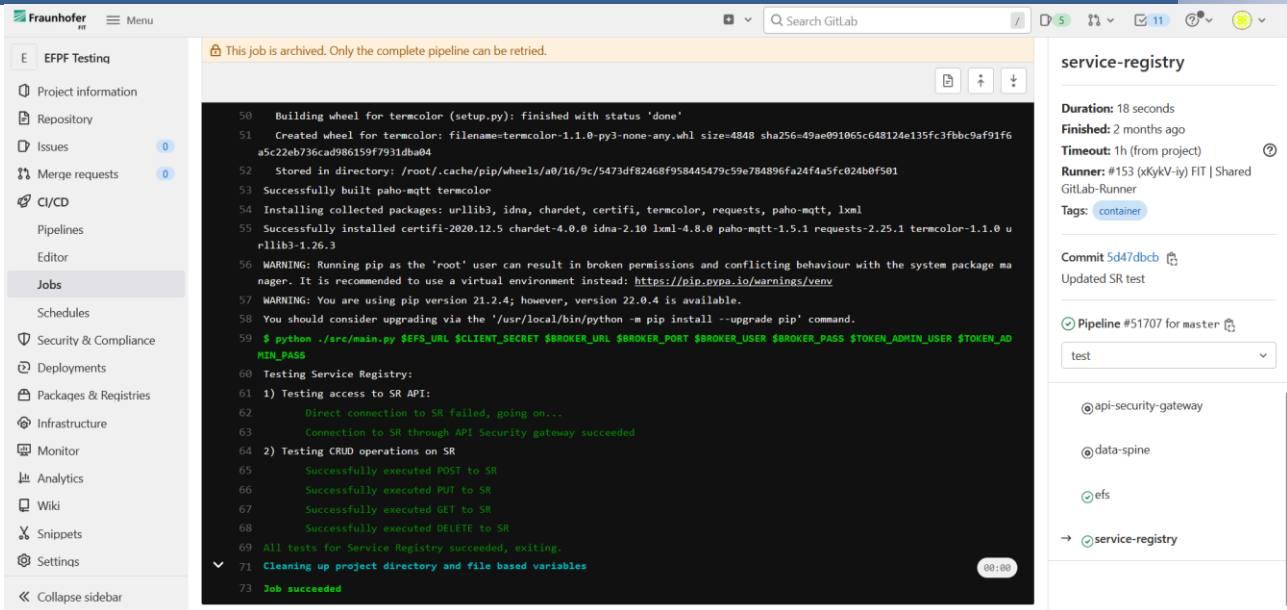 Fraunhofer
FIT
Menu
Search GitLab
/
5
11
E EFPF Testing
Project information
Repository
Issues 0
Merge requests 0
CI/CD
Pipelines
Editor
Jobs
Schedules
Security & Compliance
Deployments
Packages & Registries
Infrastructure
Monitor
Analytics
Wiki
Snippets
Settings
Collapse sidebar
This job is archived. Only the complete pipeline can be retried.
50 Building wheel for termcolor (setup.py): finished with status 'done'
51 Created wheel for termcolor: filename=termcolor-1.1.0-py3-none-any.whl size=4848 sha256=49ae091065c648124e135fc3fbbc9af91f6
a5c22eb736cad986159f7931dba04
52 Stored in directory: /root/.cache/pip/wheels/a0/16/9c/5473df82468f958445479c59e784896fa24f4a5fc024b0f501
53 Successfully built paho-mqtt termcolor
54 Installing collected packages: urllib3, idna, chardet, certifi, termcolor, requests, paho-mqtt, lxml
55 Successfully installed certifi-2020.12.5 chardet-4.0.0 idna-2.10 lxml-4.8.0 paho-mqtt-1.5.1 requests-2.25.1 termcolor-1.1.0 u
rllib3-1.26.3
56 WARNING: Running pip as the 'root' user can result in broken permissions and conflicting behaviour with the system package ma
nager. It is recommended to use a virtual environment instead: https://pip.pypa.io/warnings/venv
57 WARNING: You are using pip version 21.2.4; however, version 22.0.4 is available.
58 You should consider upgrading via the '/usr/local/bin/python -m pip install --upgrade pip' command.
59 $ python ./src/main.py $EFS_URL $CLIENT_SECRET $BROKER_URL $BROKER_PORT $BROKER_USER $BROKER_PASS $TOKEN_ADMIN_USER $TOKEN_AD
MIN_PASS
60 Testing Service Registry:
61 1) Testing access to SR API:
62 Direct connection to SR failed, going on...
63 Connection to SR through API Security gateway succeeded
64 2) Testing CRUD operations on SR
65 Successfully executed POST to SR
66 Successfully executed PUT to SR
67 Successfully executed GET to SR
68 Successfully executed DELETE to SR
69 All tests for Service Registry succeeded, exiting.
71 Cleaning up project directory and file based variables 00:00
73 Job succeeded
service-registry
Duration: 18 seconds
Finished: 2 months ago
Timeout: 1h (from project)
Runner: #153 (xKykV-iy) FIT | Shared
GitLab-Runner
Tags: container
Commit 5d47dbcb
Updated SR test
Pipeline #51707 for master
test
api-security-gateway
data-spine
efs
→ service-registry